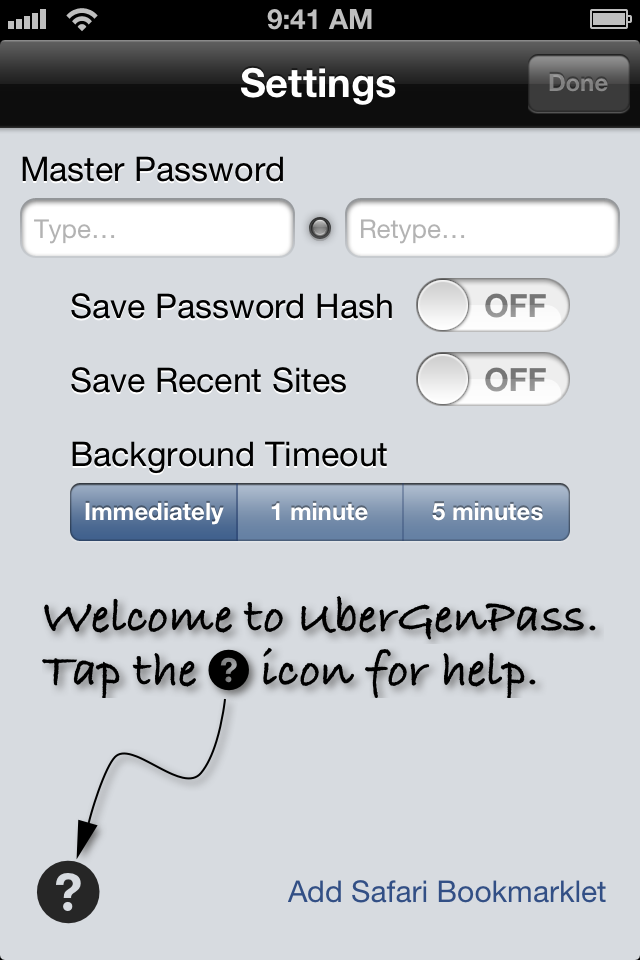 9:41 AM
Settings
Done
Master Password
Type...
Retype...
Save Password Hash
OFF
Save Recent Sites
OFF
Background Timeout
Immediately
1 minute
5 minutes
Welcome to UberGenPass.
Tap the ? icon for help.
?
Add Safari Bookmarklet